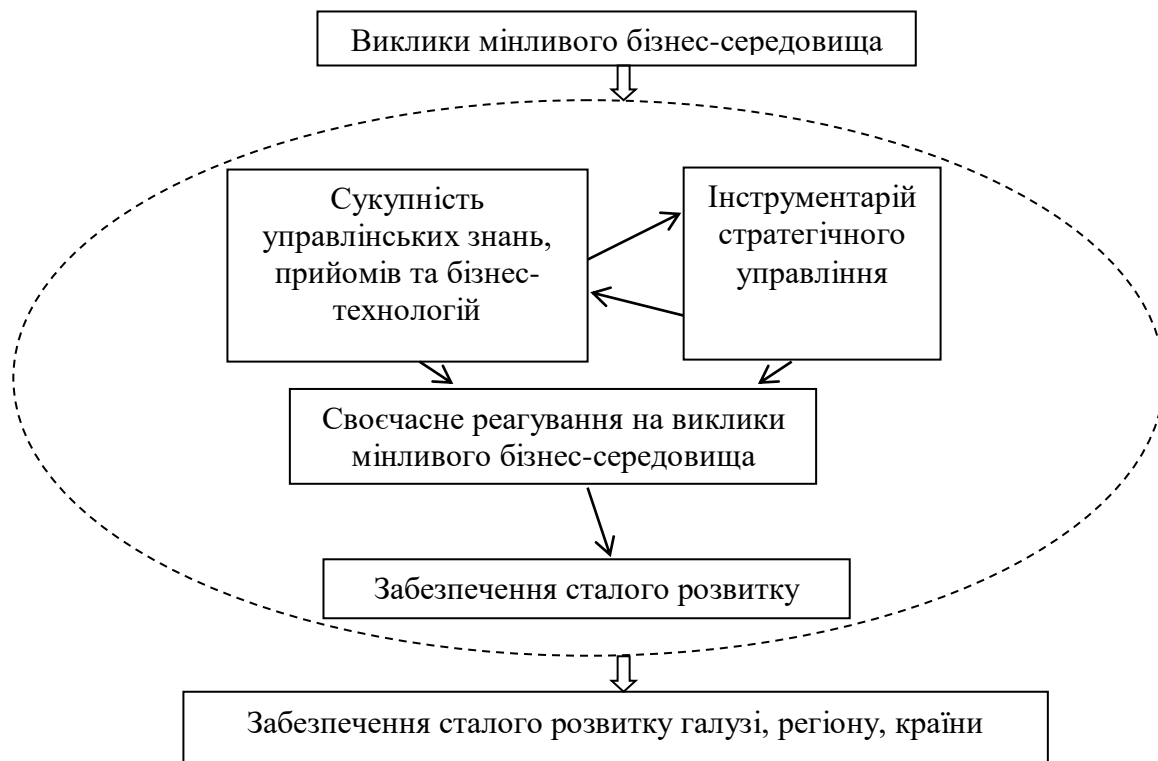 Виклики мінливого бізнес-середовища
Сукупність
управлінських знань,
прийомів та бізнес-
технологій
Інструментарій
стратегічного
управління
Своєчасне реагування на виклики
мінливого бізнес-середовища
Забезпечення сталого розвитку
Забезпечення сталого розвитку галузі, регіону, країни